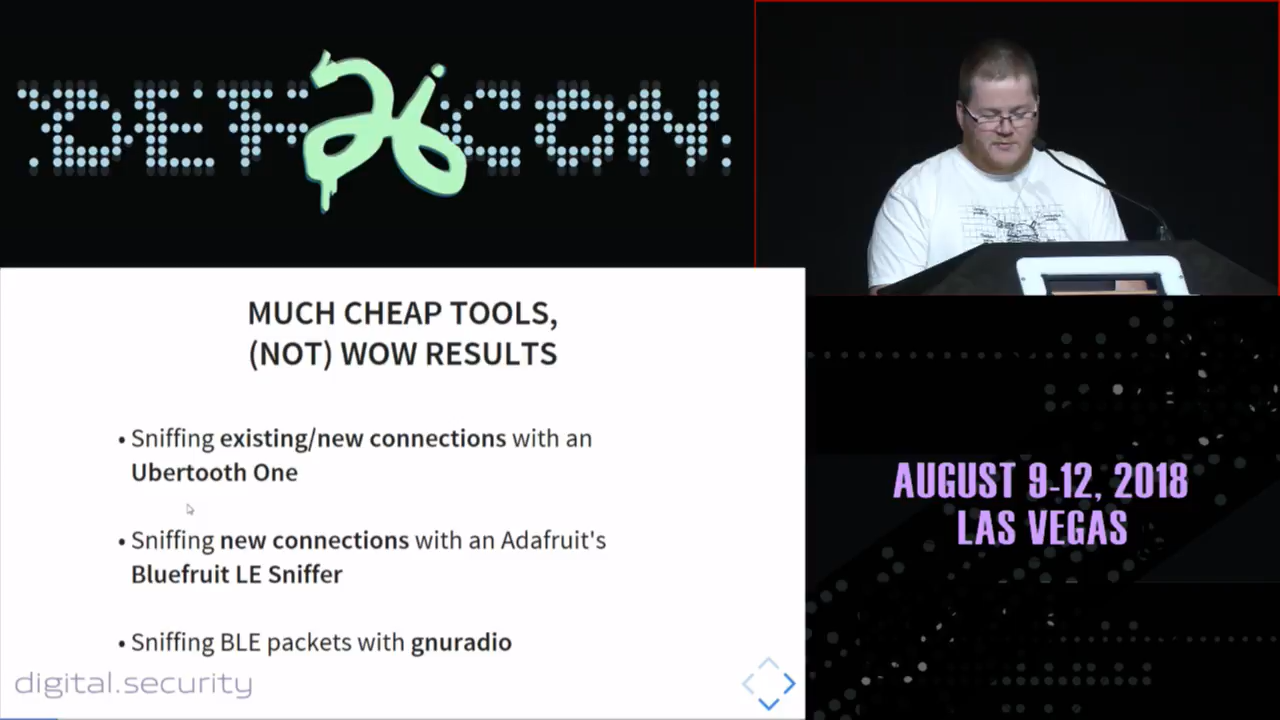 DEF CON 26
MUCH CHEAP TOOLS,
(NOT) WOW RESULTS
• Sniffing existing/new connections with an
Ubertooth One
• Sniffing new connections with an Adafruit's
Bluefruit LE Sniffer
• Sniffing BLE packets with gnuradio
digital.security
AUGUST 9-12, 2018
LAS VEGAS